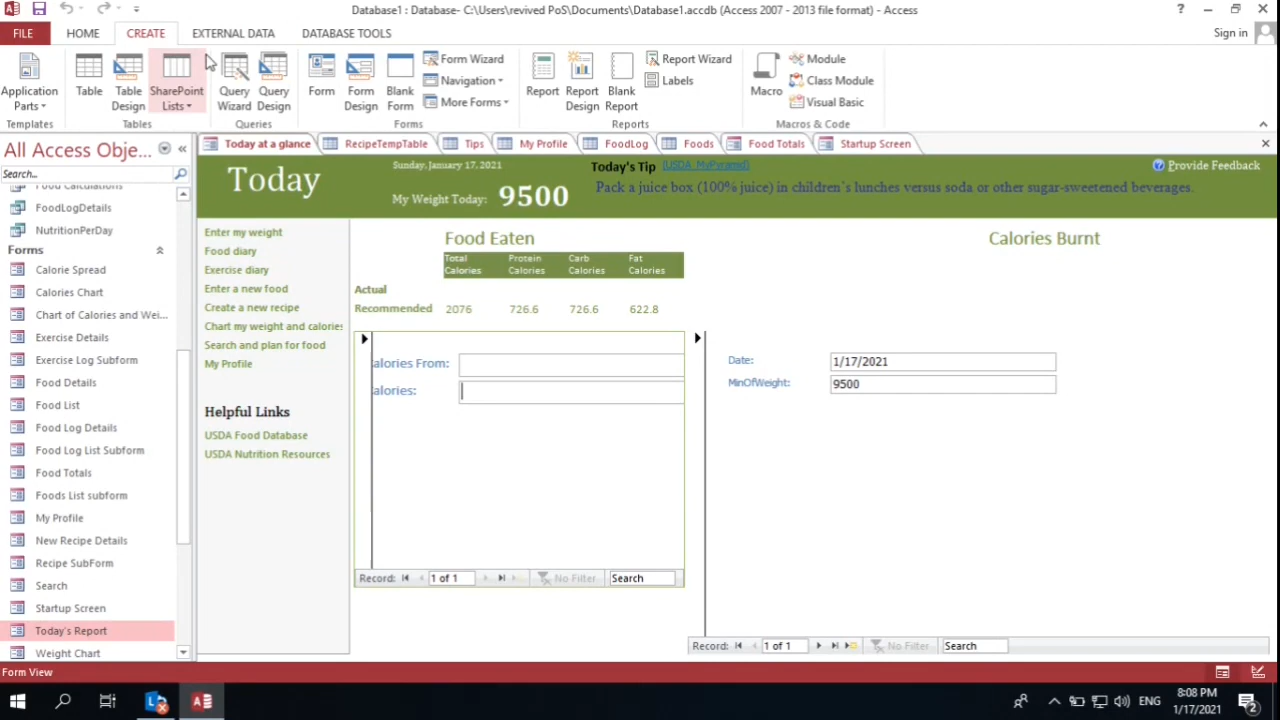 Database1 : Database- C:\Users\revived PoS\Documents\Database1.accdb (Access 2007 - 2013 file format) - Access
?
FILE HOME CREATE EXTERNAL DATA DATABASE TOOLS Sign in
Application Parts
Table
Table Design
SharePoint Lists
Query Wizard
Query Design
Form
Form Design
Blank Form
Form Wizard
Navigation
More Forms
Report
Report Design
Blank Report
Report Wizard
Labels
Macro
Module
Class Module
Visual Basic
Templates Tables Queries Forms Reports Macros & Code
All Access Obje...
Search...
Food Calculations
FoodLogDetails
NutritionPerDay
Forms
Calorie Spread
Calories Chart
Chart of Calories and Wei...
Exercise Details
Exercise Log Subform
Food Details
Food List
Food Log Details
Food Log List Subform
Food Totals
Foods List subform
My Profile
New Recipe Details
Recipe SubForm
Search
Startup Screen
Today's Report
Weight Chart
Today at a glance RecipeTempTable Tips My Profile FoodLog Foods Food Totals Startup Screen
Today
Sunday, January 17, 2021
My Weight Today: 9500
Today's Tip (USDA MyPyramid)
Pack a juice box (100% juice) in children`s lunches versus soda or other sugar-sweetened beverages.
Provide Feedback
Enter my weight
Food diary
Exercise diary
Enter a new food
Create a new recipe
Chart my weight and calories
Search and plan for food
My Profile
Helpful Links
USDA Food Database
USDA Nutrition Resources
Food Eaten
Total Calories
Protein Calories
Carb Calories
Fat Calories
Actual
Recommended 2076 726.6 726.6 622.8
alories From:
alories:
Record: 1 of 1 No Filter Search
Calories Burnt
Date: 1/17/2021
MinOfWeight: 9500
Record: 1 of 1 No Filter Search
Form View
ENG
8:08 PM
1/17/2021
2